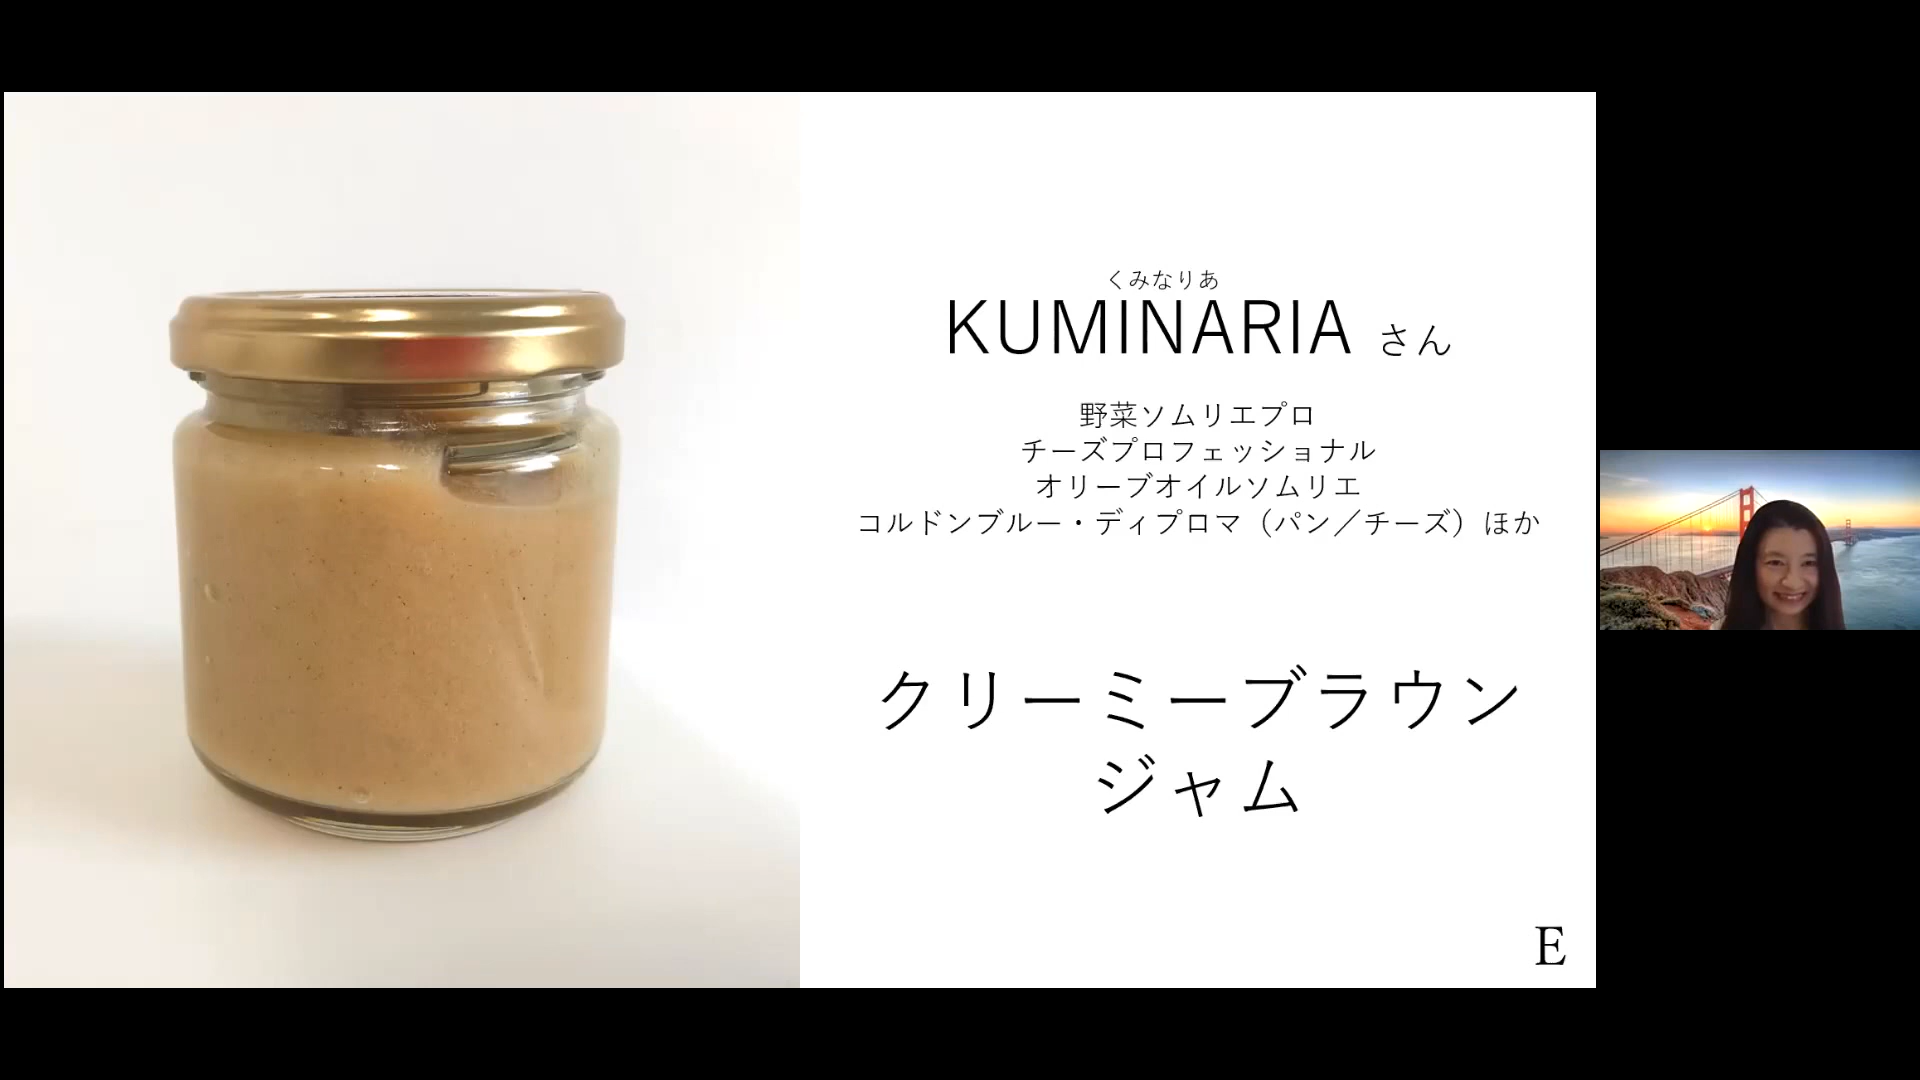 くみなりあ
KUMINARIA さん
野菜ソムリエプロ
チーズプロフェッショナル
オリーブオイルソムリエ
コルドンブルー・ディプロマ（パン／チーズ）ほか
クリーミーブラウン
ジャム
E